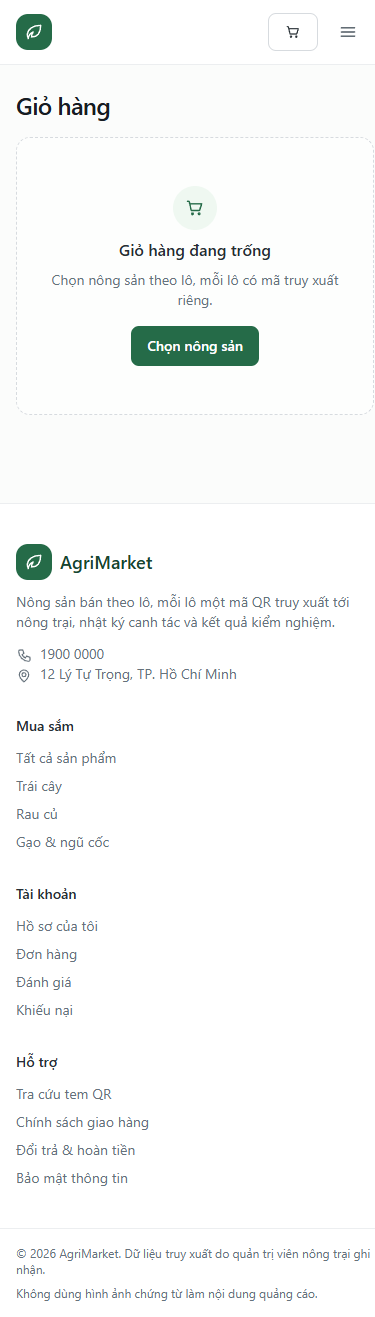 Giỏ hàng
Giỏ hàng đang trống
Chọn nông sản theo lô, mỗi lô có mã truy xuất
riêng.
Chọn nông sản
AgriMarket
Nông sản bán theo lô, mỗi lô một mã QR truy xuất tới
nông trại, nhật ký canh tác và kết quả kiểm nghiệm.
1900 0000
12 Lý Tự Trọng, TP. Hồ Chí Minh
Mua sắm
Tất cả sản phẩm
Trái cây
Rau củ
Gạo & ngũ cốc
Tài khoản
Hồ sơ của tôi
Đơn hàng
Đánh giá
Khiếu nại
Hỗ trợ
Tra cứu tem QR
Chính sách giao hàng
Đổi trả & hoàn tiền
Bảo mật thông tin
© 2026 AgriMarket. Dữ liệu truy xuất do quản trị viên nông trại ghi
nhận.
Không dùng hình ảnh chứng từ làm nội dung quảng cáo.